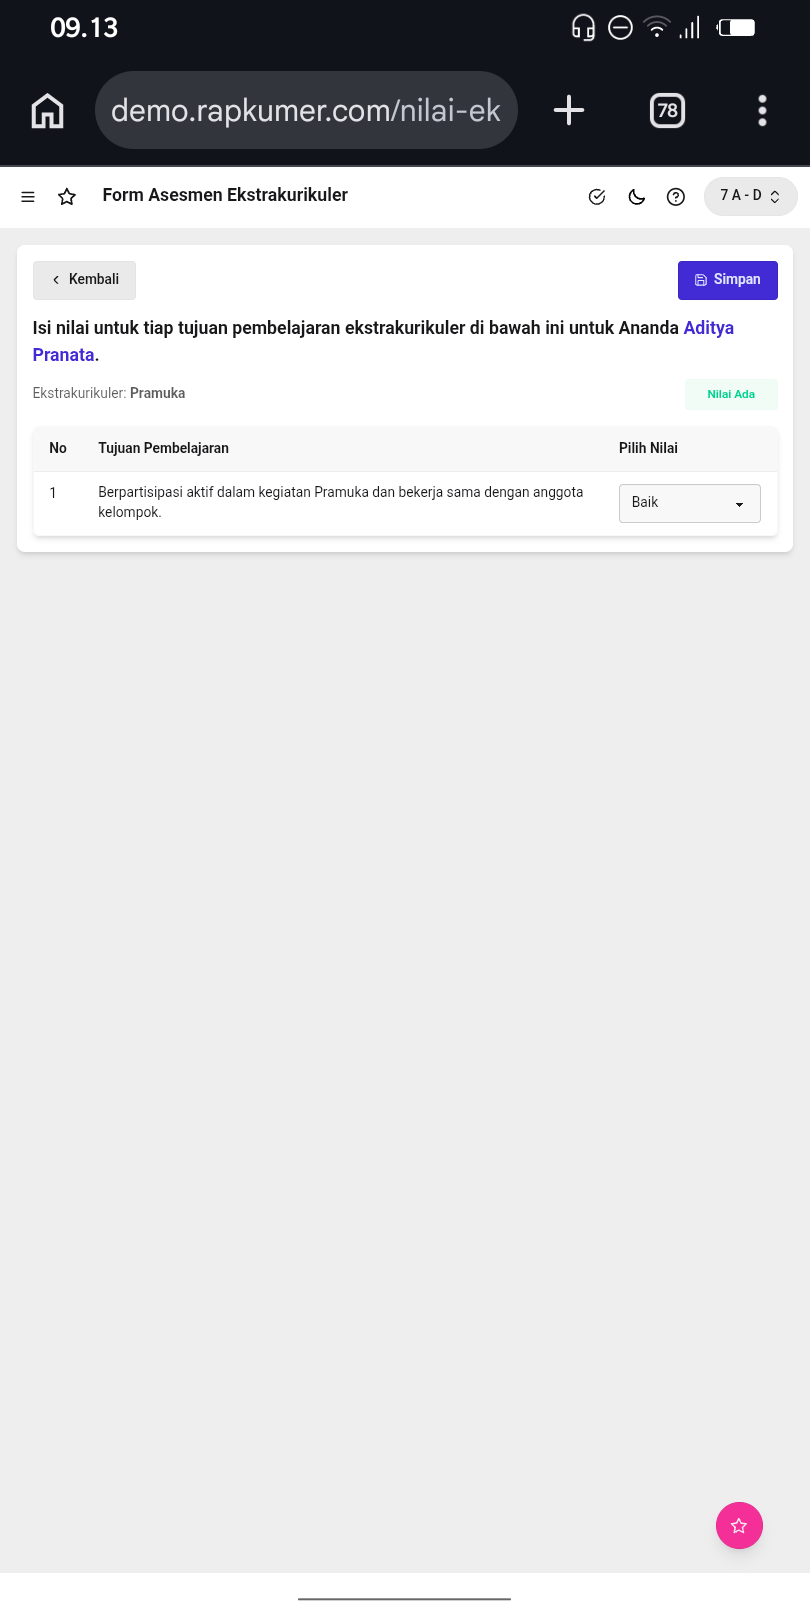 09.13
demo.rapkumer.com/nilai-ek
78
Form Asesmen Ekstrakurikuler
7 A - D
Kembali
Simpan
Isi nilai untuk tiap tujuan pembelajaran ekstrakurikuler di bawah ini untuk Ananda Aditya
Pranata.
Ekstrakurikuler: Pramuka
Nilai Ada
No Tujuan Pembelajaran Pilih Nilai
1 Berpartisipasi aktif dalam kegiatan Pramuka dan bekerja sama dengan anggota
kelompok.
Baik